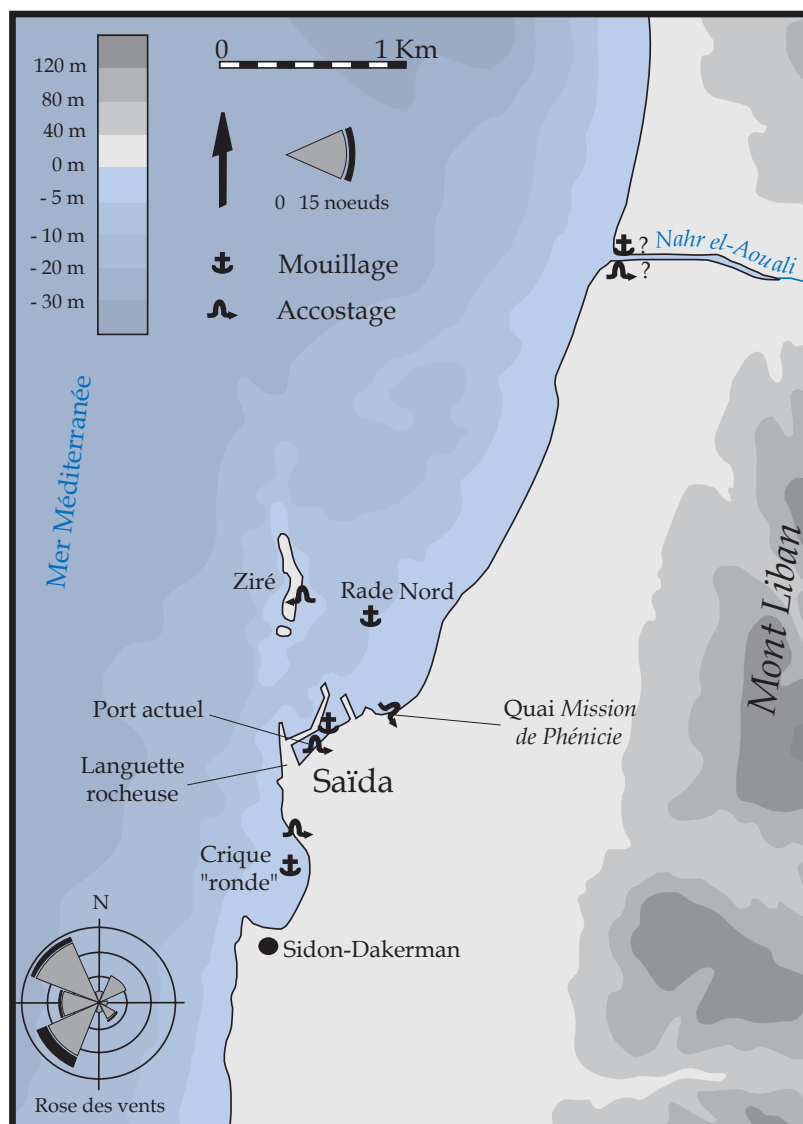 0 1 Km
120 m
80 m
40 m
0 m
- 5 m
- 10 m
- 20 m
- 30 m
0 15 noeuds
Mouillage
Accostage
? Nahr el-Aouali
?
Mer Méditerranée
Mont Liban
Ziré
Rade Nord
Port actuel
Quai Mission
de Phénicie
Languette
rocheuse
Saïda
Crique
"ronde"
Sidon-Dakerman
N
Rose des vents